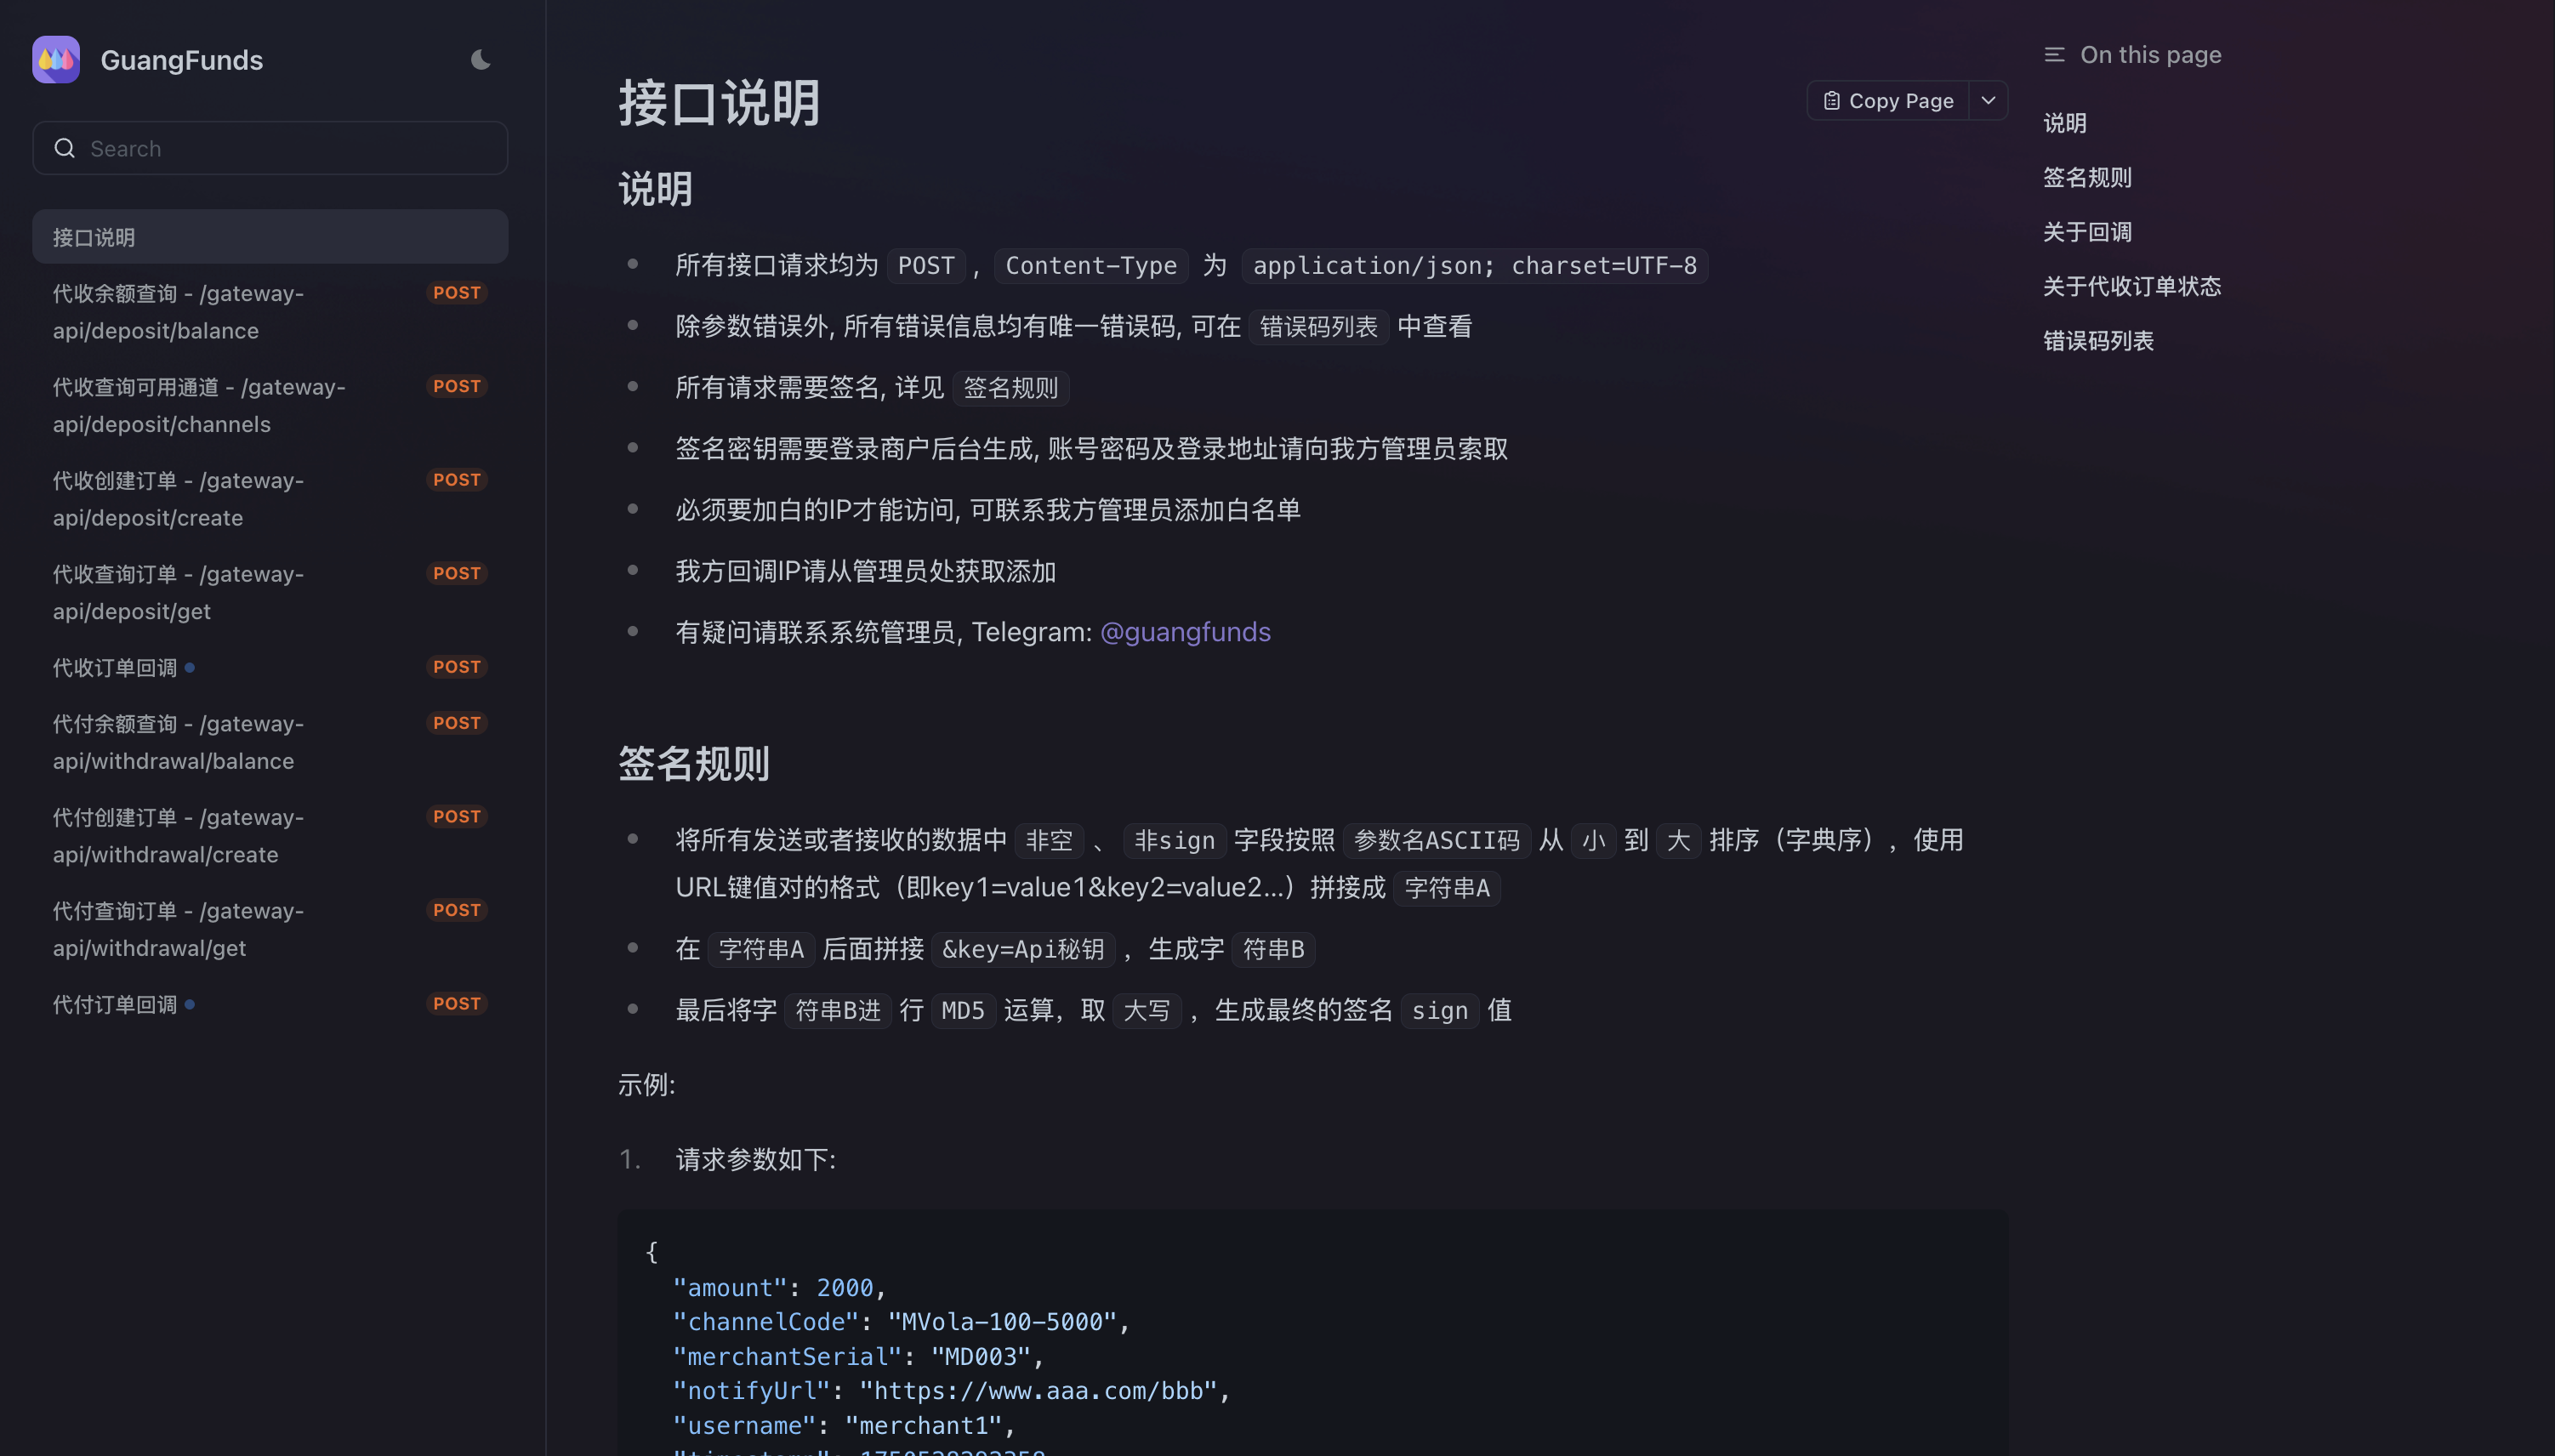 GuangFunds
Search
接口说明
代收余额查询 - /gateway-
api/deposit/balance
POST
代收查询可用通道 - /gateway-
api/deposit/channels
POST
代收创建订单 - /gateway-
api/deposit/create
POST
代收查询订单 - /gateway-
api/deposit/get
POST
代收订单回调
POST
代付余额查询 - /gateway-
api/withdrawal/balance
POST
代付创建订单 - /gateway-
api/withdrawal/create
POST
代付查询订单 - /gateway-
api/withdrawal/get
POST
代付订单回调
POST
接口说明
Copy Page
说明
所有接口请求均为 POST , Content-Type 为 application/json; charset=UTF-8
除参数错误外, 所有错误信息均有唯一错误码, 可在 错误码列表 中查看
所有请求需要签名, 详见 签名规则
签名密钥需要登录商户后台生成, 账号密码及登录地址请向我方管理员索取
必须要加白的IP才能访问, 可联系我方管理员添加白名单
我方回调IP请从管理员处获取添加
有疑问请联系系统管理员, Telegram: @guangfunds
签名规则
将所有发送或者接收的数据中 非空 、 非sign 字段按照 参数名ASCII码 从 小 到 大 排序（字典序），使用
URL键值对的格式（即key1=value1&key2=value2…）拼接成 字符串A
在 字符串A 后面拼接 &key=Api秘钥 ，生成字 符串B
最后将字 符串B进 行 MD5 运算，取 大写 ，生成最终的签名 sign 值
示例:
1. 请求参数如下:
{
"amount": 2000,
"channelCode": "MVola-100-5000",
"merchantSerial": "MD003",
"notifyUrl": "https://www.aaa.com/bbb",
"username": "merchant1",
On this page
说明
签名规则
关于回调
关于代收订单状态
错误码列表